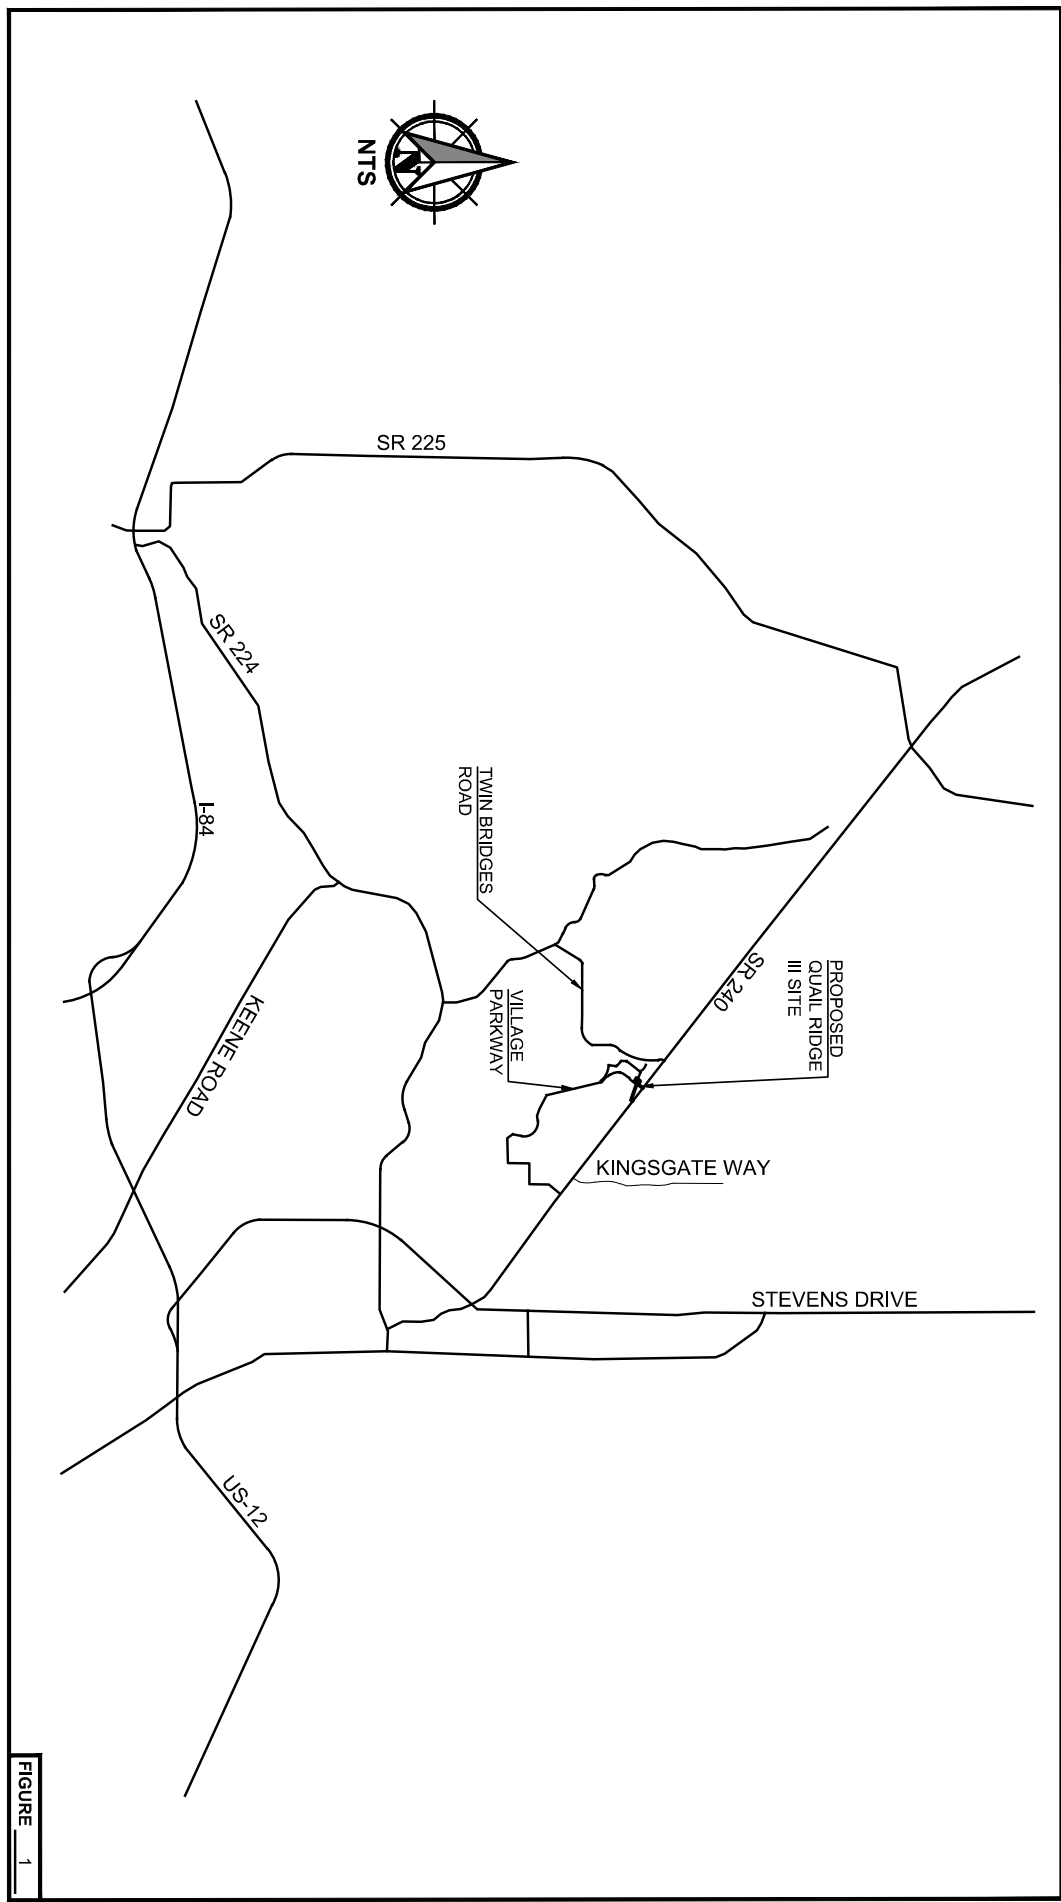 N
NTS
SR 225
SR 224
I-84
TWIN BRIDGES
ROAD
KEENE ROAD
SR 240
PROPOSED
QUAIL RIDGE
III SITE
VILLAGE
PARKWAY
KINGSGATE WAY
STEVENS DRIVE
US-12
FIGURE 1